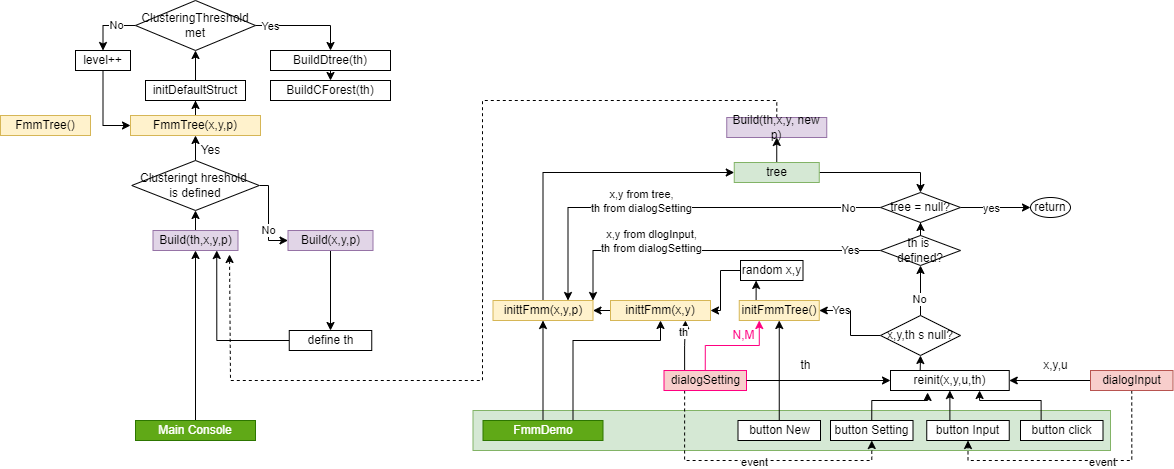 ClusteringThreshold
met
No
Yes
level++
BuildDtree(th)
initDefaultStruct
BuildCForest(th)
FmmTree()
FmmTree(x,y,p)
Build(th,x,y, new
p)
Yes
Clusteringt hreshold
is defined
tree
x,y from tree,
th from dialogSetting
No
tree = null?
yes
return
No
Build(th,x,y,p)
Build(x,y,p)
x,y from dlogInput,
th from dialogSetting
Yes
th is
defined?
random x,y
No
inittFmm(x,y,p)
inittFmm(x,y)
initFmmTree()
Yes
th'
N,M
x,y,th s null?
define th
th
x,y,u
dialogSetting
reinit(x,y,u,th)
dialogInput
Main Console
FmmDemo
button New
button Setting
button Input
button click
event
event